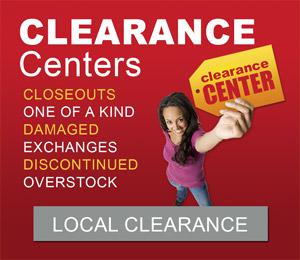 CLEARANCE
Centers
CLOSEOUTS
ONE OF A KIND
DAMAGED
EXCHANGES
DISCONTINUED
OVERSTOCK
clearance
CENTER
LOCAL CLEARANCE